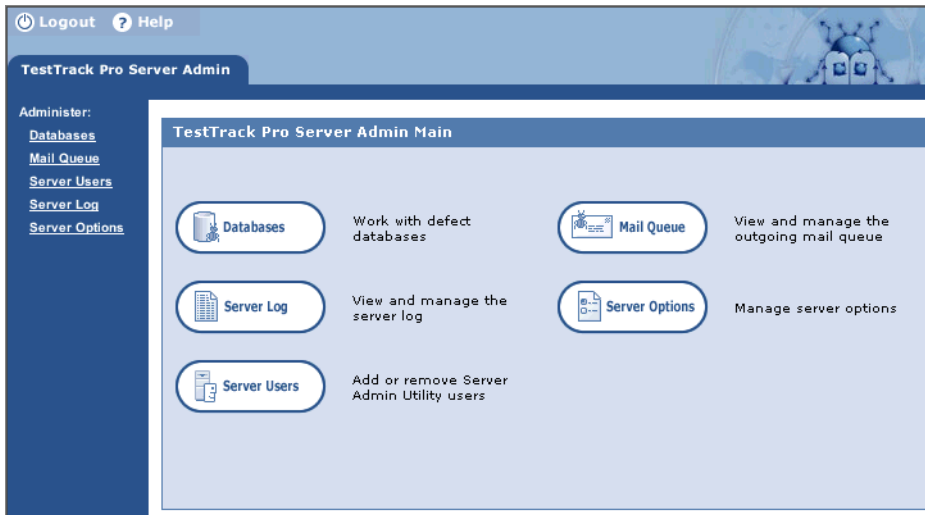 Logout ? Help
TestTrack Pro Server Admin
Administer:
Databases
Mail Queue
Server Users
Server Log
Server Options
TestTrack Pro Server Admin Main
Databases
Work with defect
databases
Mail Queue
View and manage the
outgoing mail queue
Server Log
View and manage the
server log
Server Options
Manage server options
Server Users
Add or remove Server
Admin Utility users